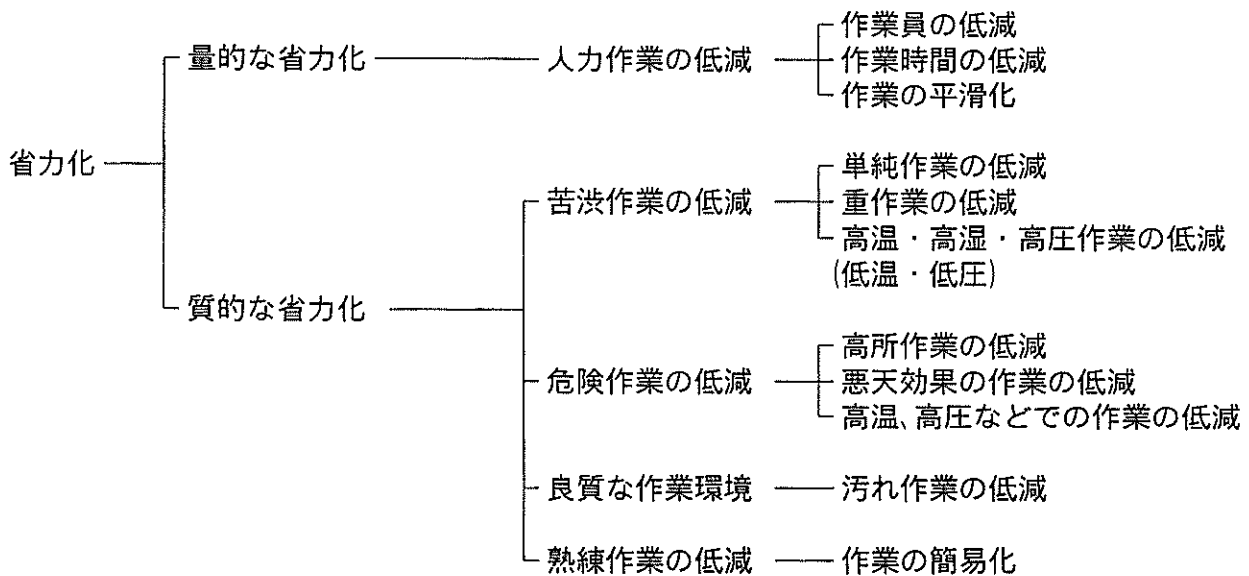 省力化
量的な省力化
人力作業の低減
作業員の低減
作業時間の低減
作業の平滑化
質的な省力化
苦渋作業の低減
単純作業の低減
重作業の低減
高温・高湿・高圧作業の低減
(低温・低圧)
危険作業の低減
高所作業の低減
悪天効果の作業の低減
高温、高圧などでの作業の低減
良質な作業環境
汚れ作業の低減
熟練作業の低減
作業の簡易化